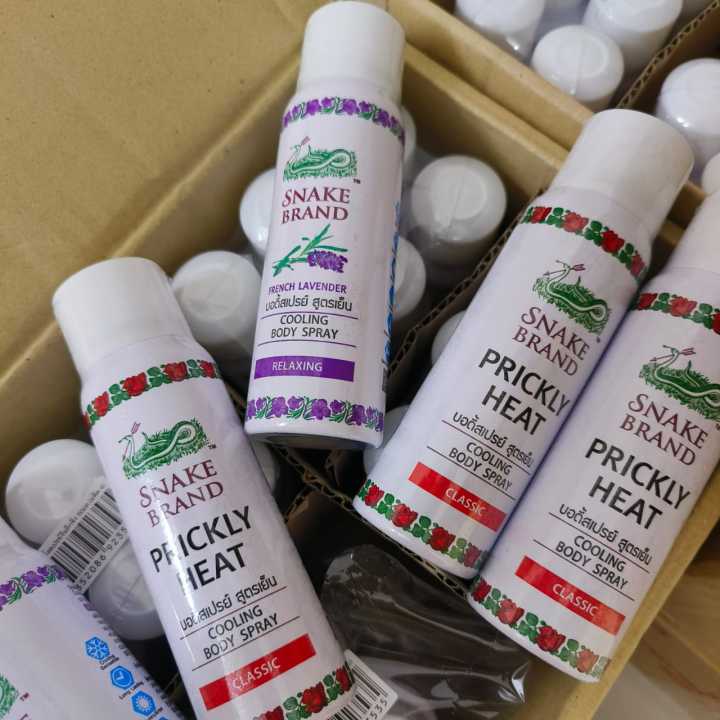 SNAKE
BRAND
FRENCH LAVENDER
บอดี้สเปรย์ สูตรเย็น
COOLING
BODY SPRAY
RELAXING
SNAKE
BRAND
PRICKLY
HEAT
บอดี้สเปรย์ สูตรเย็น
COOLING
BODY SPRAY
CLASSIC
SNAKE
BRAND
PRICKLY
HEAT
บอดี้สเปรย์ สูตรเย็น
COOLING
BODY SPRAY
CLASSIC
SNAKE
BRAND
PRICKLY
HEAT
บอดี้สเปรย์ สูตรเย็น
COOLING
BODY SPRAY
CLASSIC